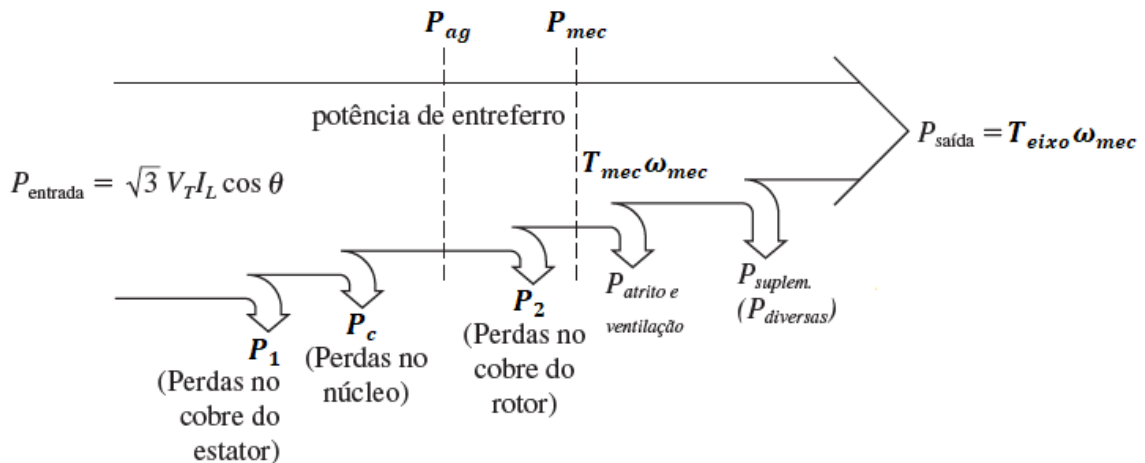 P_ag
P_mec
potência de entreferro
P_saída = T_eixo ω_mec
T_mec ω_mec
P_entrada = √3 V_T I_L cos θ
P_1
(Perdas no
cobre do
estator)
P_c
(Perdas no
núcleo)
P_2
(Perdas no
cobre do
rotor)
P_atrito e
ventilação
P_suplem.
(P_diversas)